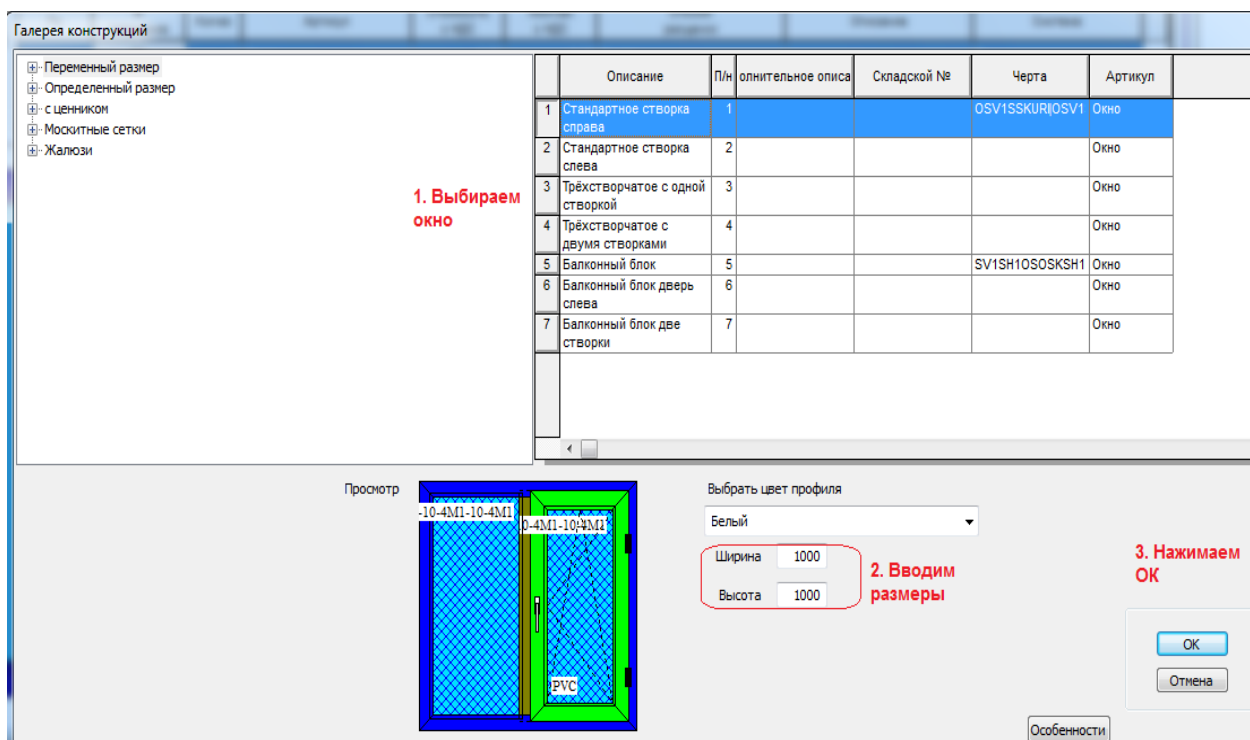 Галерея конструкций
Переменный размер
Определенный размер
с ценником
Москитные сетки
Жалюзи
1. Выбираем
окно
Описание П/н олнительное описа Складской № Черта Артикул
1 Стандартное створка справа 1 OSV1SSKURI|OSV1 Окно
2 Стандартное створка слева 2 Окно
3 Трёхстворчатое с одной створкой 3 Окно
4 Трёхстворчатое с двумя створками 4 Окно
5 Балконный блок 5 SV1SH1OSOSKSH1 Окно
6 Балконный блок дверь слева 6 Окно
7 Балконный блок две створки 7 Окно
Просмотр
-10-4M1-10-4M1
0-4M1-10-4M1
PVC
Выбрать цвет профиля
Белый
Ширина 1000
Высота 1000
2. Вводим
размеры
3. Нажимаем
ОК
OK
Отмена
Особенности